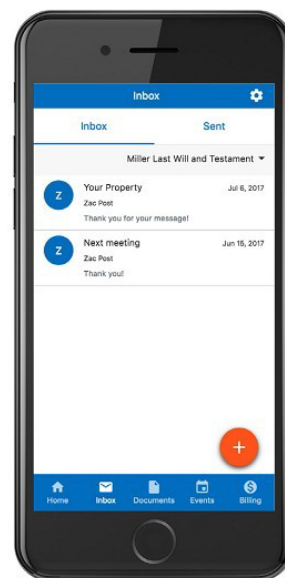 Inbox
Inbox Sent
Miller Last Will and Testament
Z Your Property Jul 6, 2017
Zac Post
Thank you for your message!
Z Next meeting Jun 15, 2017
Zac Post
Thank you!
+
Home Inbox Documents Events Billing